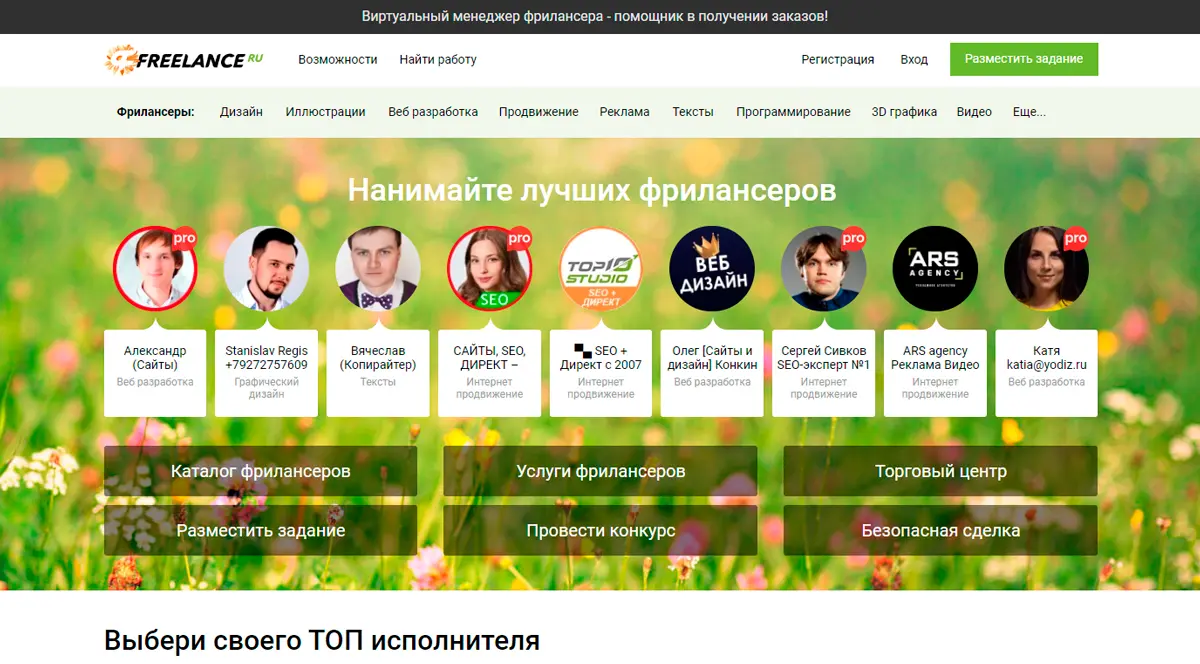 Виртуальный менеджер фрилансера - помощник в получении заказов!
FREELANCE RU Возможности Найти работу Регистрация Вход Разместить задание
Фрилансеры: Дизайн Иллюстрации Веб разработка Продвижение Реклама Тексты Программирование 3D графика Видео Еще...
Нанимайте лучших фрилансеров
pro
SEO
pro
TOP10
STUDIO
SEO +
ДИРЕКТ
ВЕБ
ДИЗАЙН
pro
ARS
AGENCY
pro
Александр
(Сайты)
Веб разработка
Stanislav Regis
+79272757609
Графический
дизайн
Вячеслав
(Копирайтер)
Тексты
САЙТЫ, SEO,
ДИРЕКТ –
Интернет
продвижение
SEO +
Директ с 2007
Интернет
продвижение
Олег [Сайты и
дизайн] Конкин
Веб разработка
Сергей Сивков
SEO-эксперт №1
Интернет
продвижение
ARS agency
Реклама Видео
Интернет
продвижение
Катя
katia@yodiz.ru
Веб разработка
Каталог фрилансеров Услуги фрилансеров Торговый центр
Разместить задание Провести конкурс Безопасная сделка
Выбери своего ТОП исполнителя